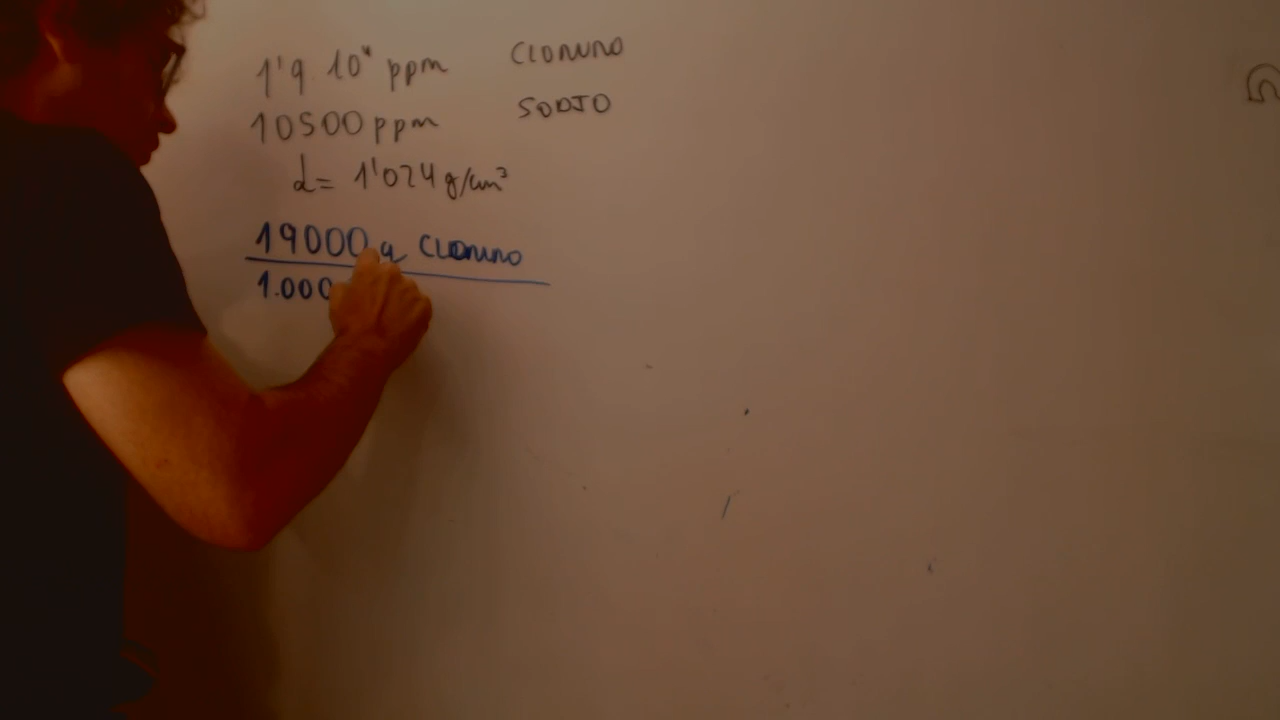 1'9 10⁴ ppm CLORURO
10500 ppm SODIO
d= 1'024 g/cm³
19000 g CLORURO
1.000